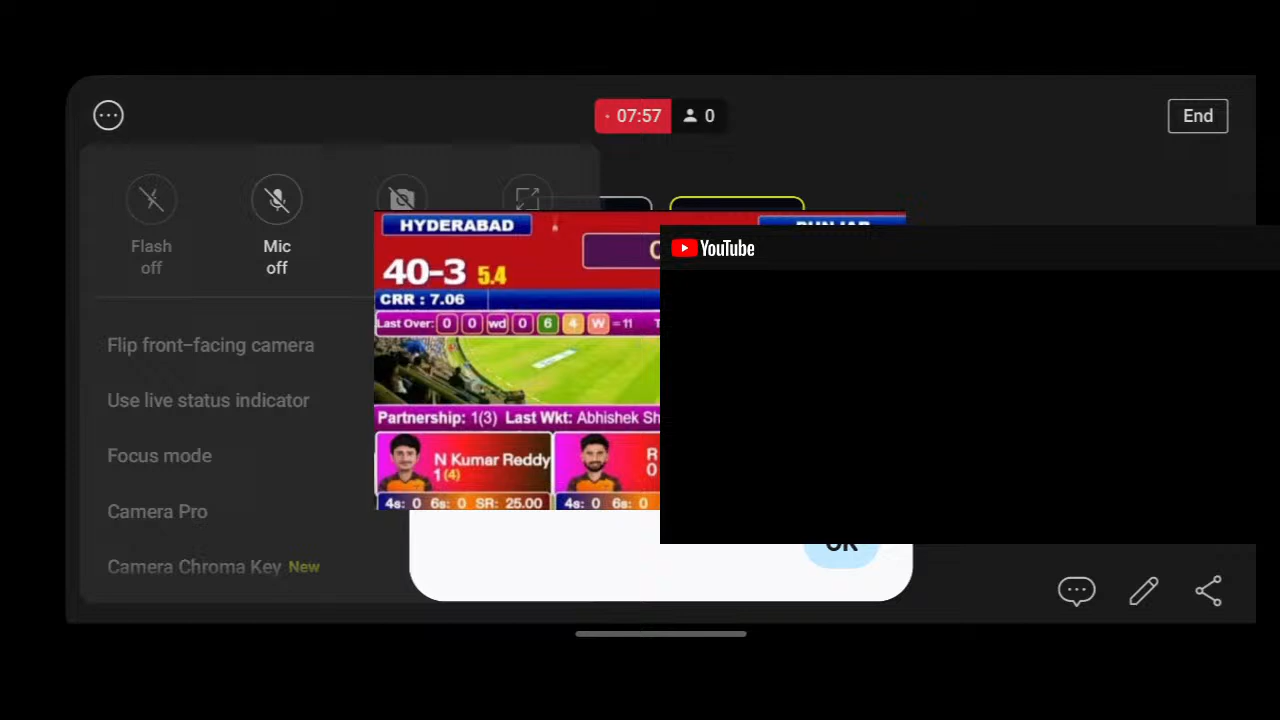 07:57 0
End
Flash off
Mic off
HYDERABAD
40-3 5.4
CRR : 7.06
Last Over: 0 0 wd 0 6 4 W =11
Partnership: 1(3) Last Wkt: Abhishek Sh
N Kumar Reddy
1(4)
R
0
4s: 0 6s: 0 SR: 25.00
4s: 0 6s: 0
YouTube
Flip front-facing camera
Use live status indicator
Focus mode
Camera Pro
Camera Chroma Key New